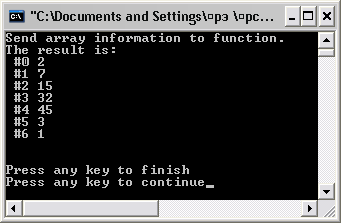 "C:\Documents and Settings\¤pэ \¤pc...
Send array information to function.
The result is:
#0 2
#1 7
#2 15
#3 32
#4 45
#5 3
#6 1
Press any key to finish
Press any key to continue_